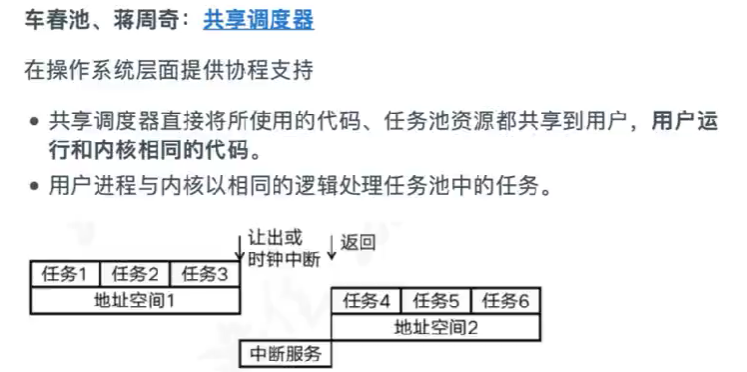 车春池、蒋周奇：共享调度器
在操作系统层面提供协程支持
• 共享调度器直接将所使用的代码、任务池资源都共享到用户，用户运
行和内核相同的代码。
• 用户进程与内核以相同的逻辑处理任务池中的任务。
让出或
时钟中断
返回
任务1 任务2 任务3
地址空间1
任务4 任务5 任务6
地址空间2
中断服务